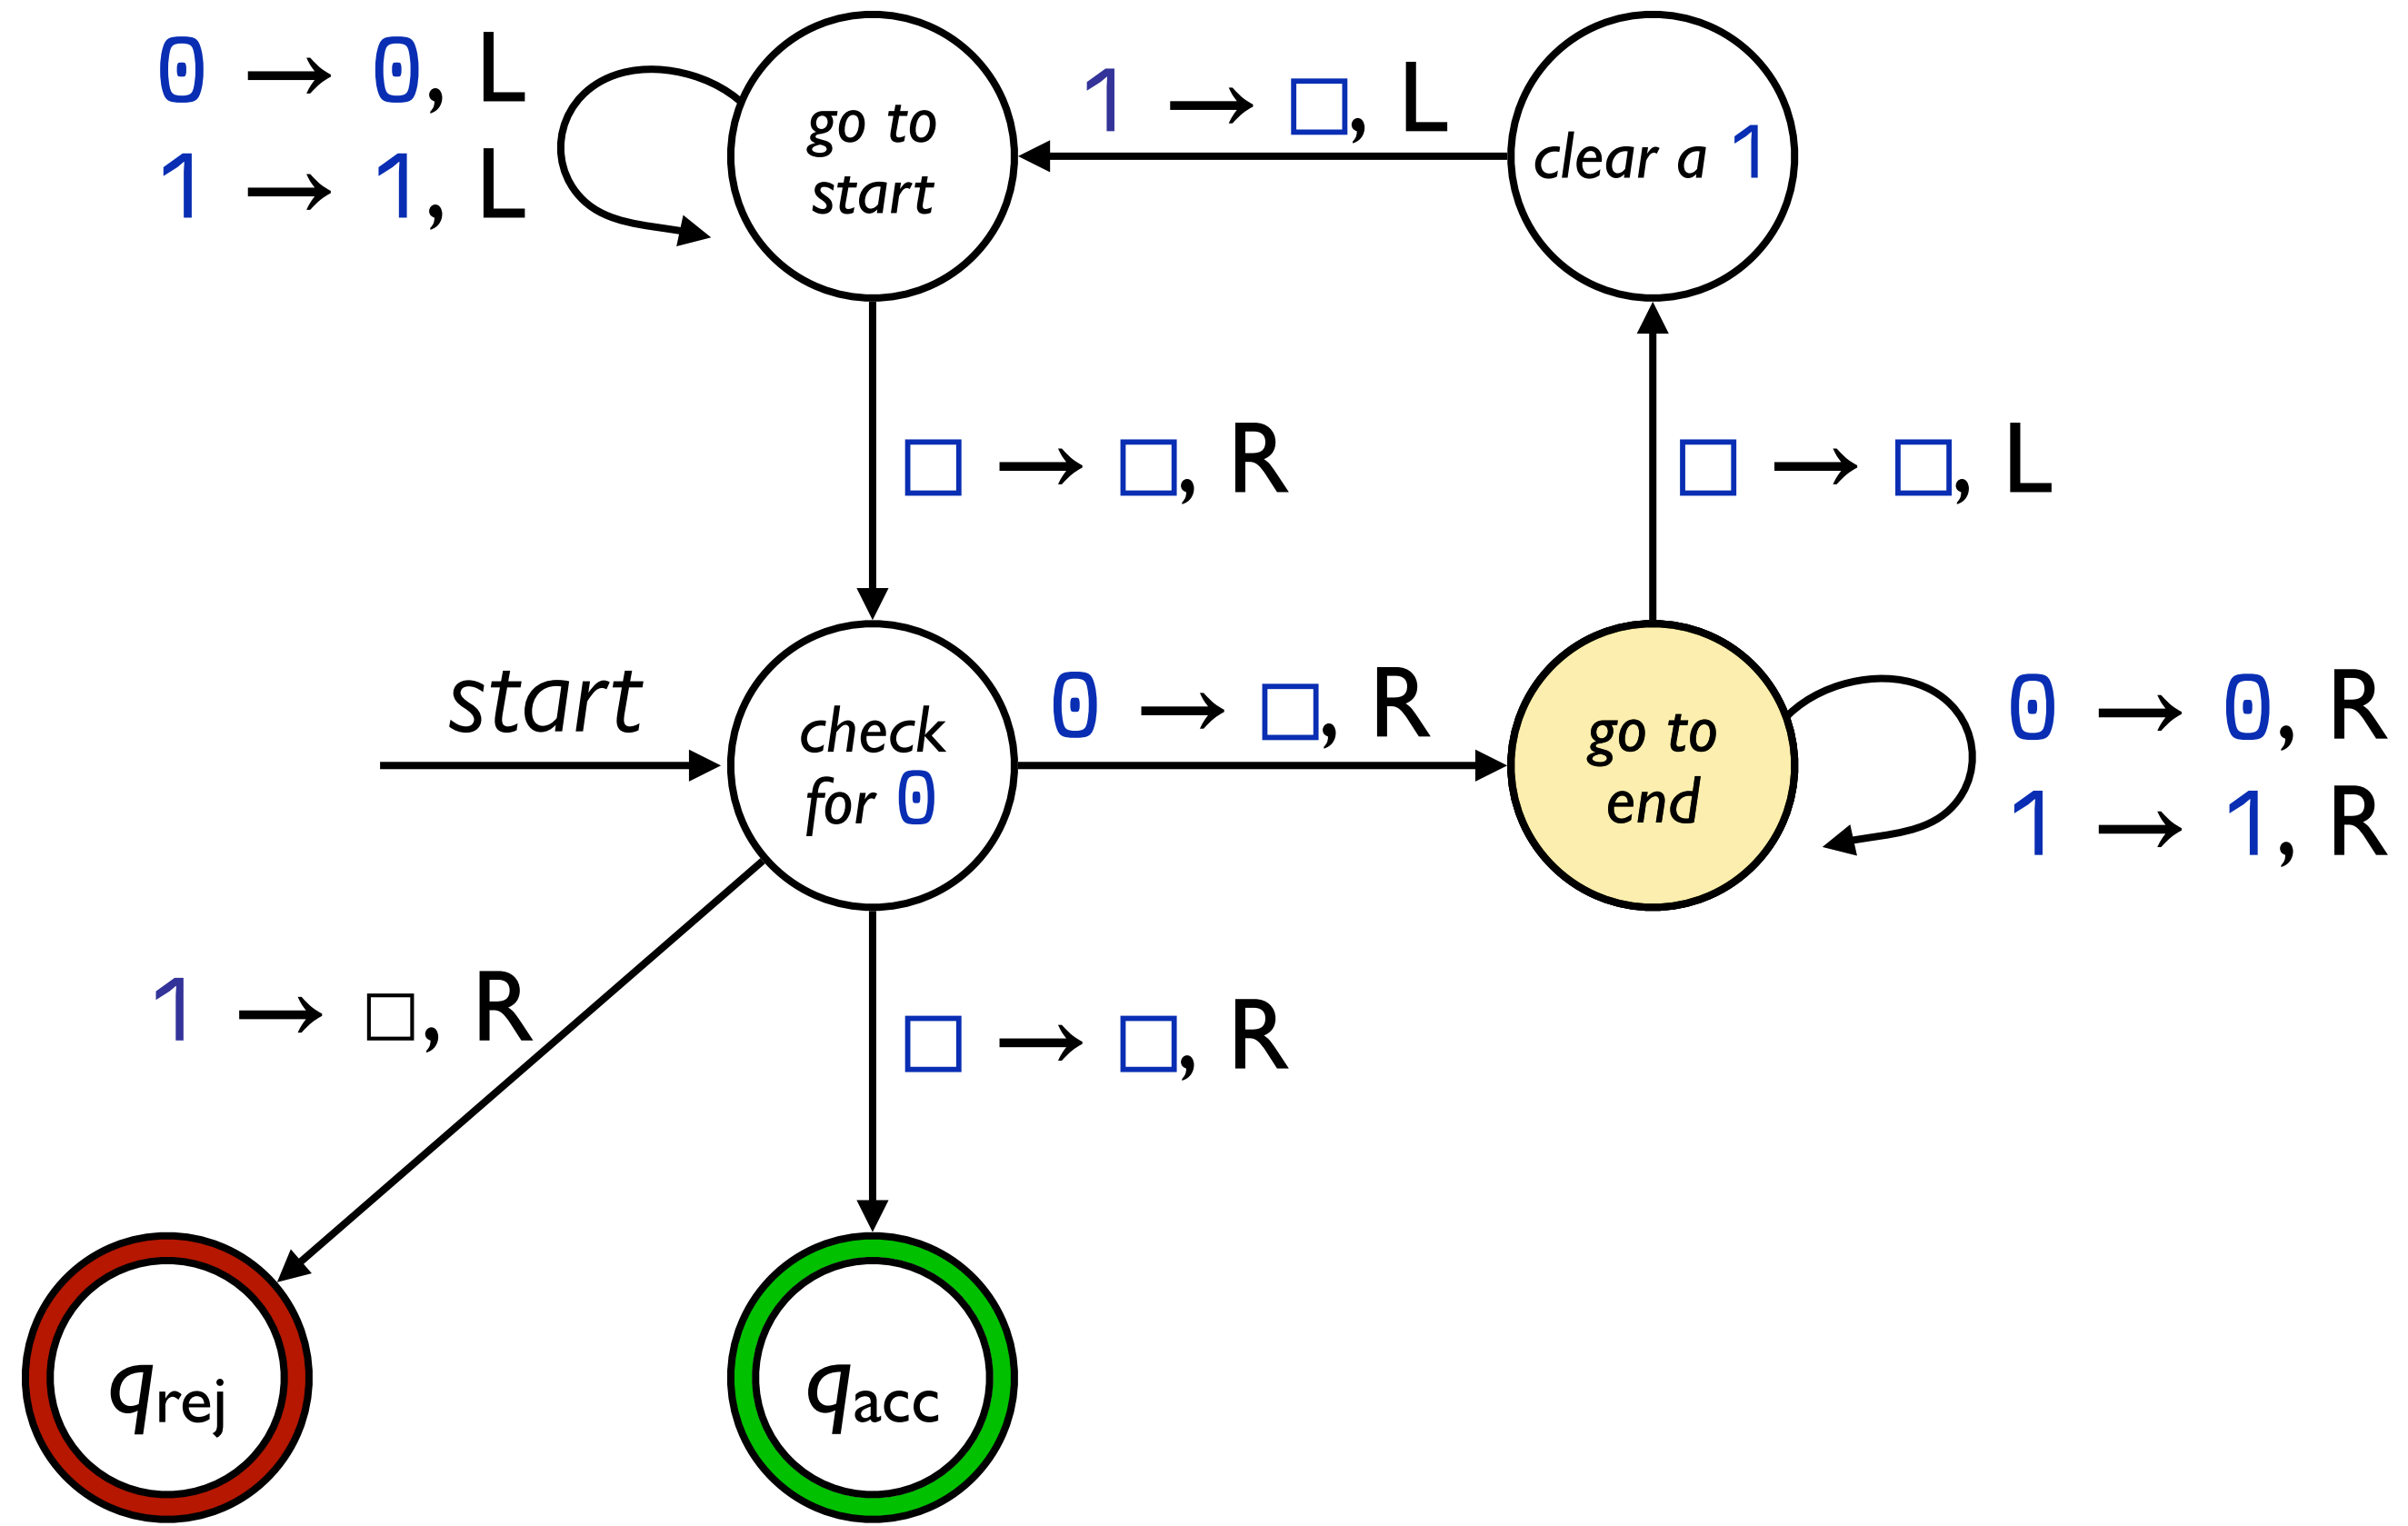 0 → 0, L
1 → 1, L
go to
start
1 → □, L
clear a 1
□ → □, R
□ → □, L
start
check
for 0
0 → □, R
go to
end
0 → 0, R
1 → 1, R
1 → □, R
□ → □, R
qrej
qacc